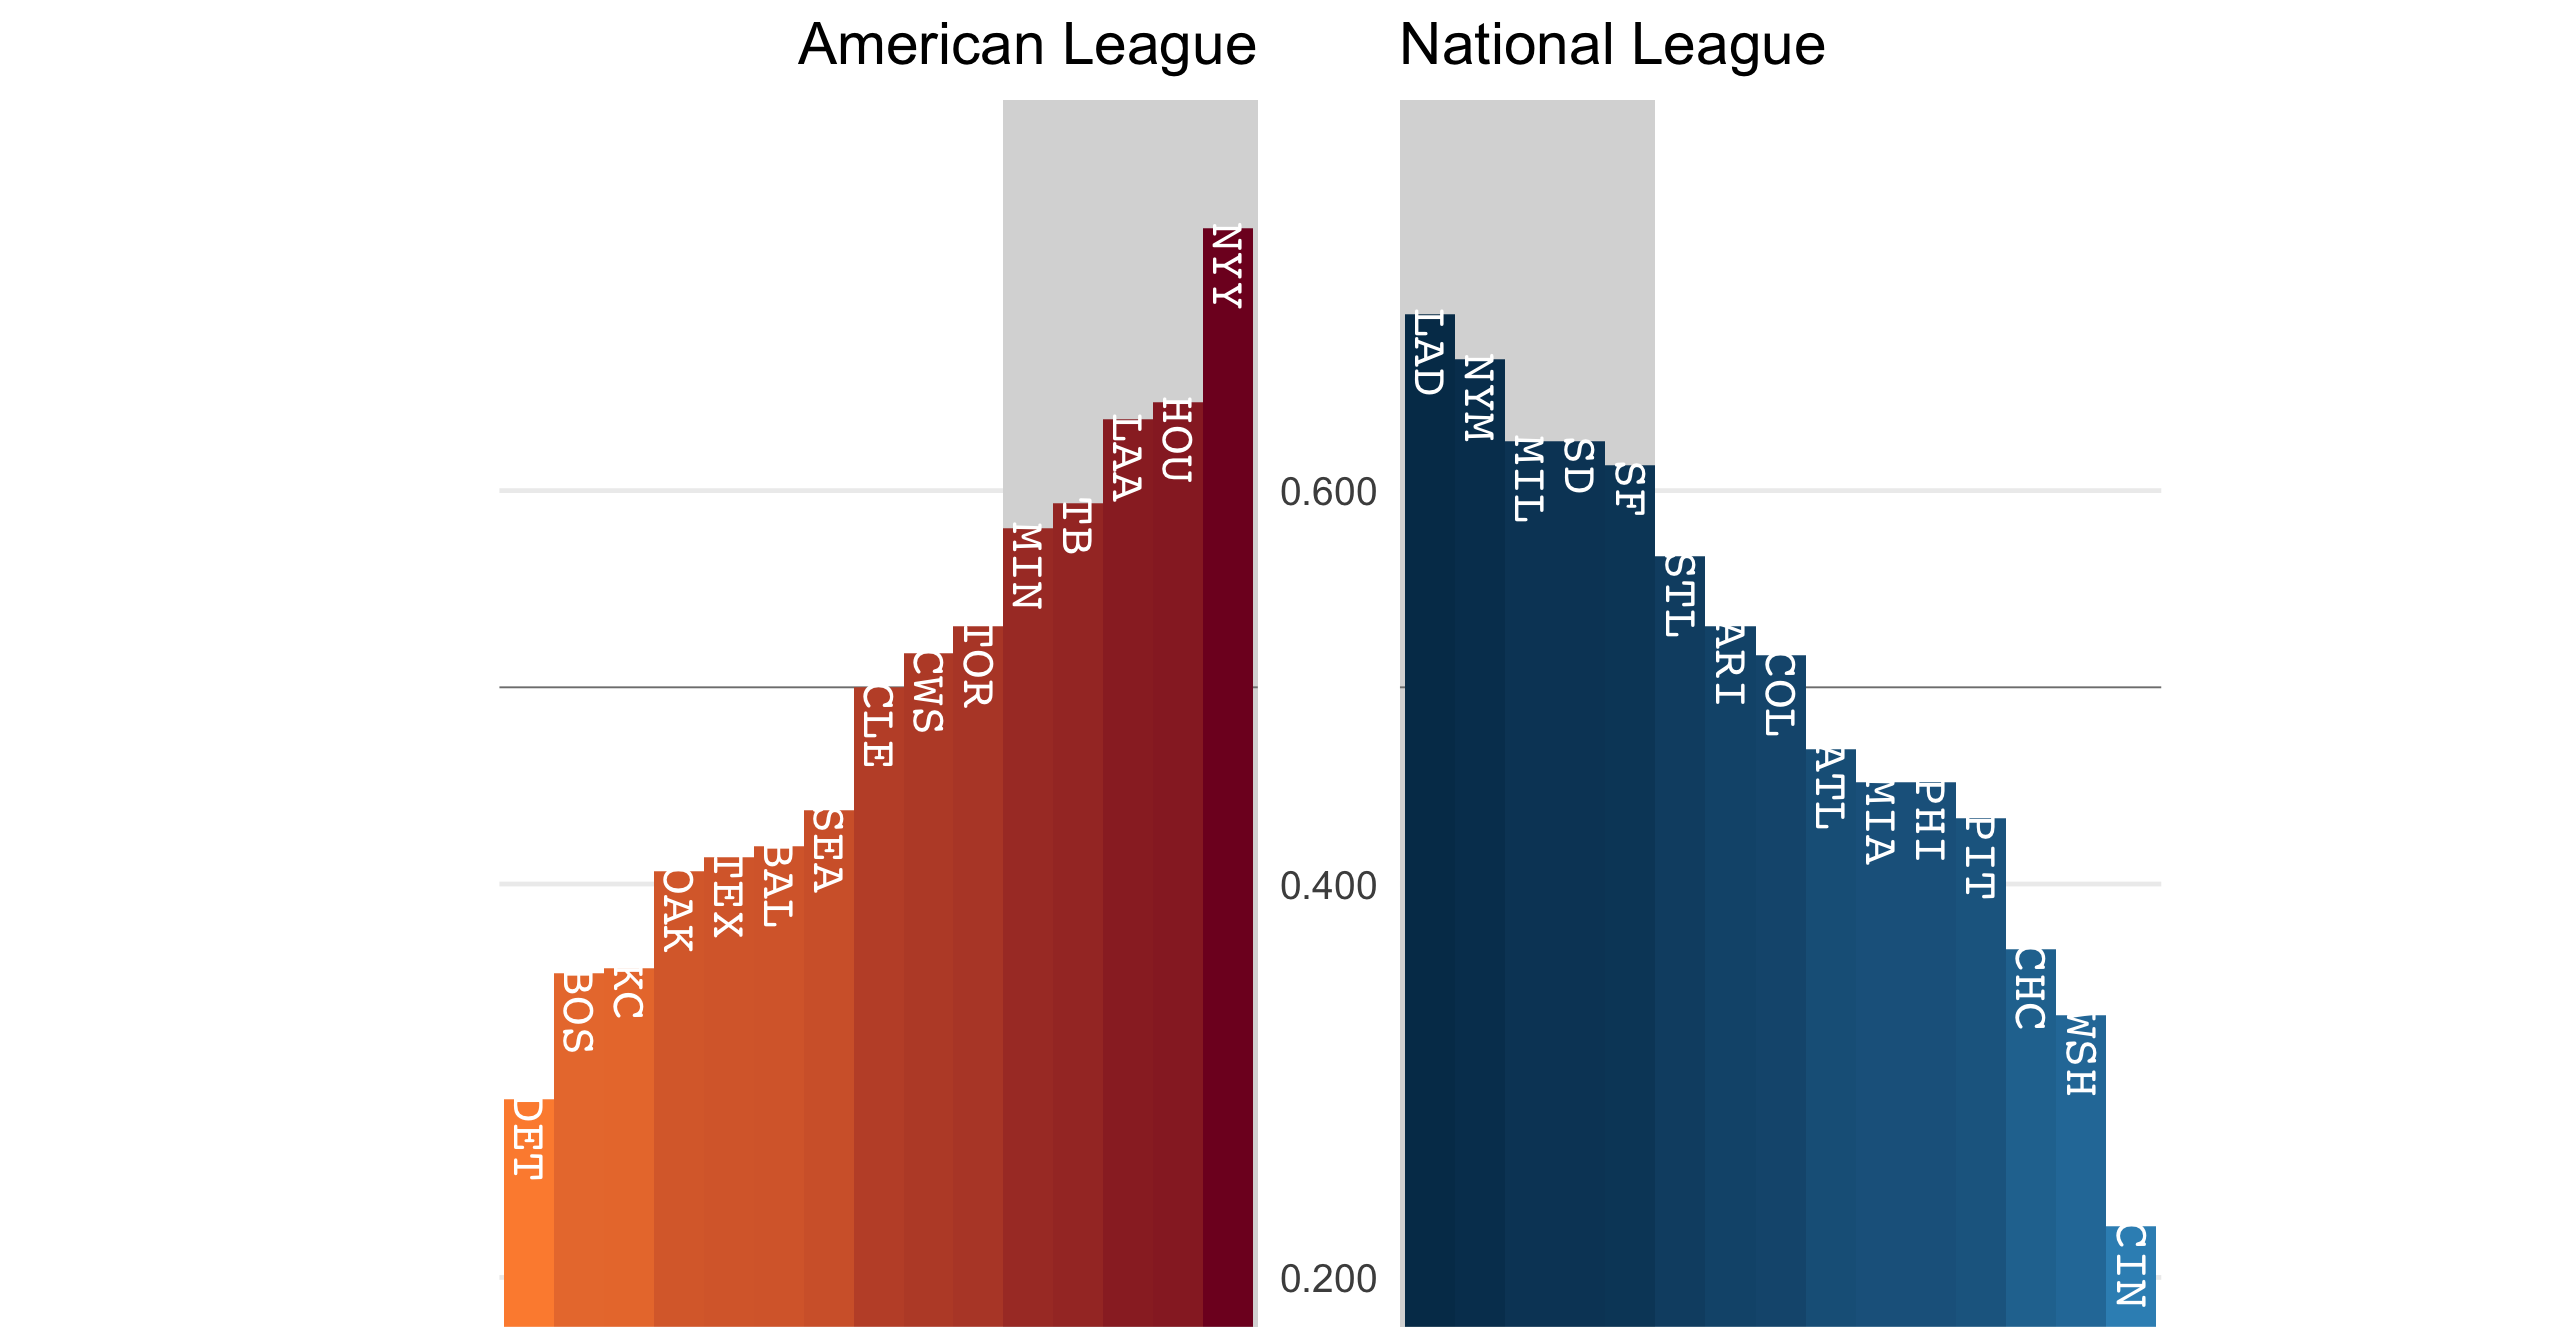 American League
National League
0.600
0.400
0.200
DET
BOS
KC
OAK
TEX
BAL
SEA
CLE
CWS
TOR
MIN
TB
LAA
HOU
NYY
LAD
NYM
MIL
SD
SF
STL
ARI
COL
ATL
MIA
PHI
PIT
CHC
WSH
CIN